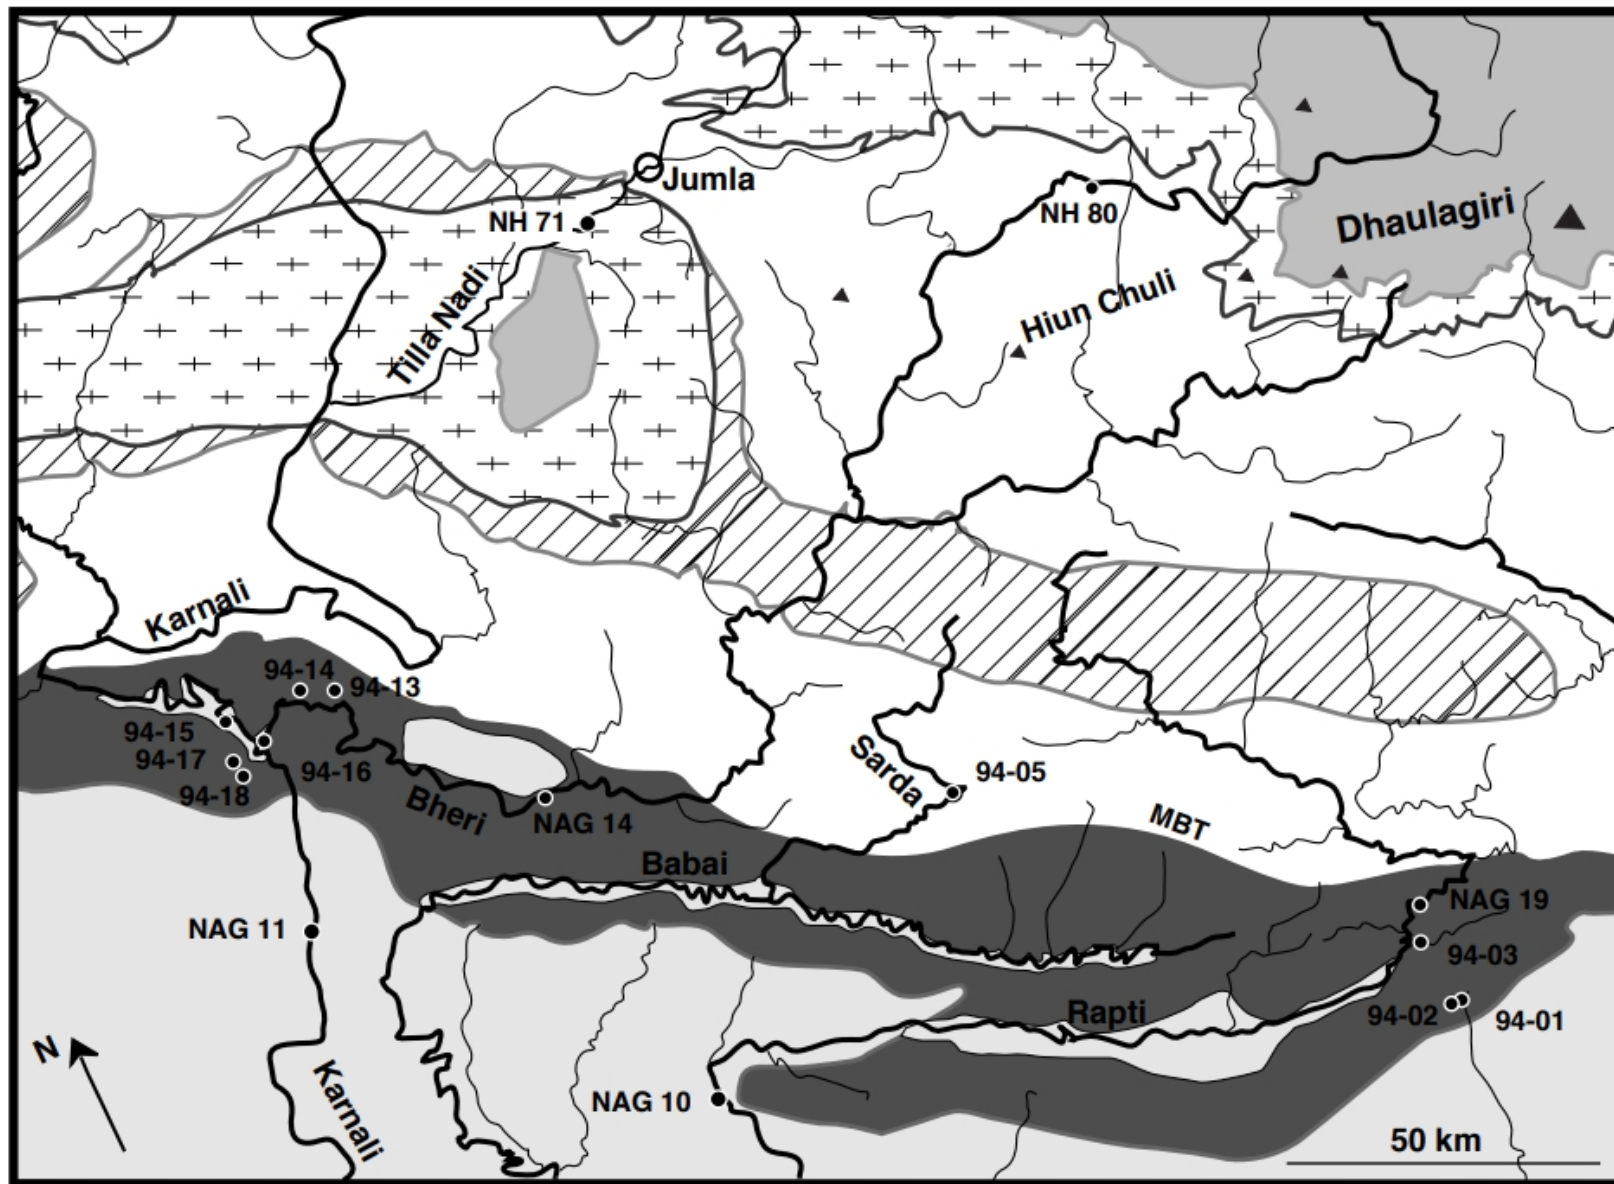 Jumla
NH 71
NH 80
Dhaulagiri
Tilla Nadi
Hiun Chuli
Karnali
94-14
94-13
94-15
94-17
94-16
94-18
Bheri
NAG 14
Sarda
94-05
MBT
Babai
NAG 19
NAG 11
94-03
Rapti
94-02
94-01
N
Karnali
NAG 10
50 km